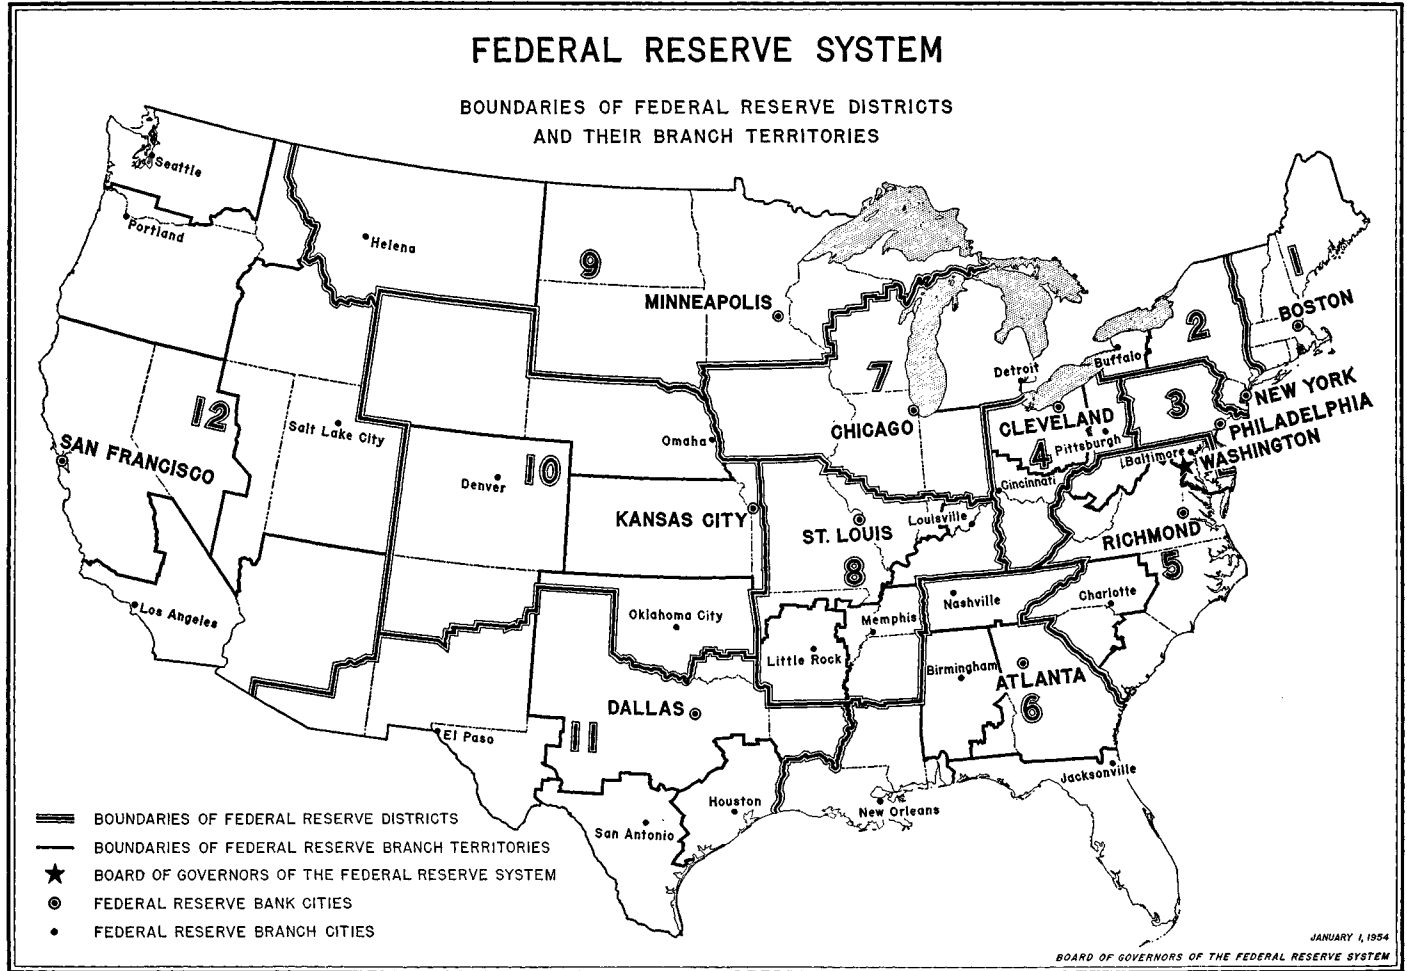 FEDERAL RESERVE SYSTEM
BOUNDARIES OF FEDERAL RESERVE DISTRICTS
AND THEIR BRANCH TERRITORIES
Seattle
Portland
Helena
9
MINNEAPOLIS
1
BOSTON
2
Buffalo
7
Detroit
NEW YORK
3
PHILADELPHIA
12
Salt Lake City
Omaha
CHICAGO
CLEVELAND
4
Pittsburgh
WASHINGTON
Baltimore
SAN FRANCISCO
10
Denver
Cincinnati
KANSAS CITY
ST. LOUIS
Louisville
RICHMOND
8
5
Los Angeles
Oklahoma City
Nashville
Charlotte
Memphis
Little Rock
Birmingham
ATLANTA
DALLAS
6
11
El Paso
Jacksonville
Houston
New Orleans
San Antonio
BOUNDARIES OF FEDERAL RESERVE DISTRICTS
BOUNDARIES OF FEDERAL RESERVE BRANCH TERRITORIES
BOARD OF GOVERNORS OF THE FEDERAL RESERVE SYSTEM
FEDERAL RESERVE BANK CITIES
FEDERAL RESERVE BRANCH CITIES
JANUARY 1, 1954
BOARD OF GOVERNORS OF THE FEDERAL RESERVE SYSTEM